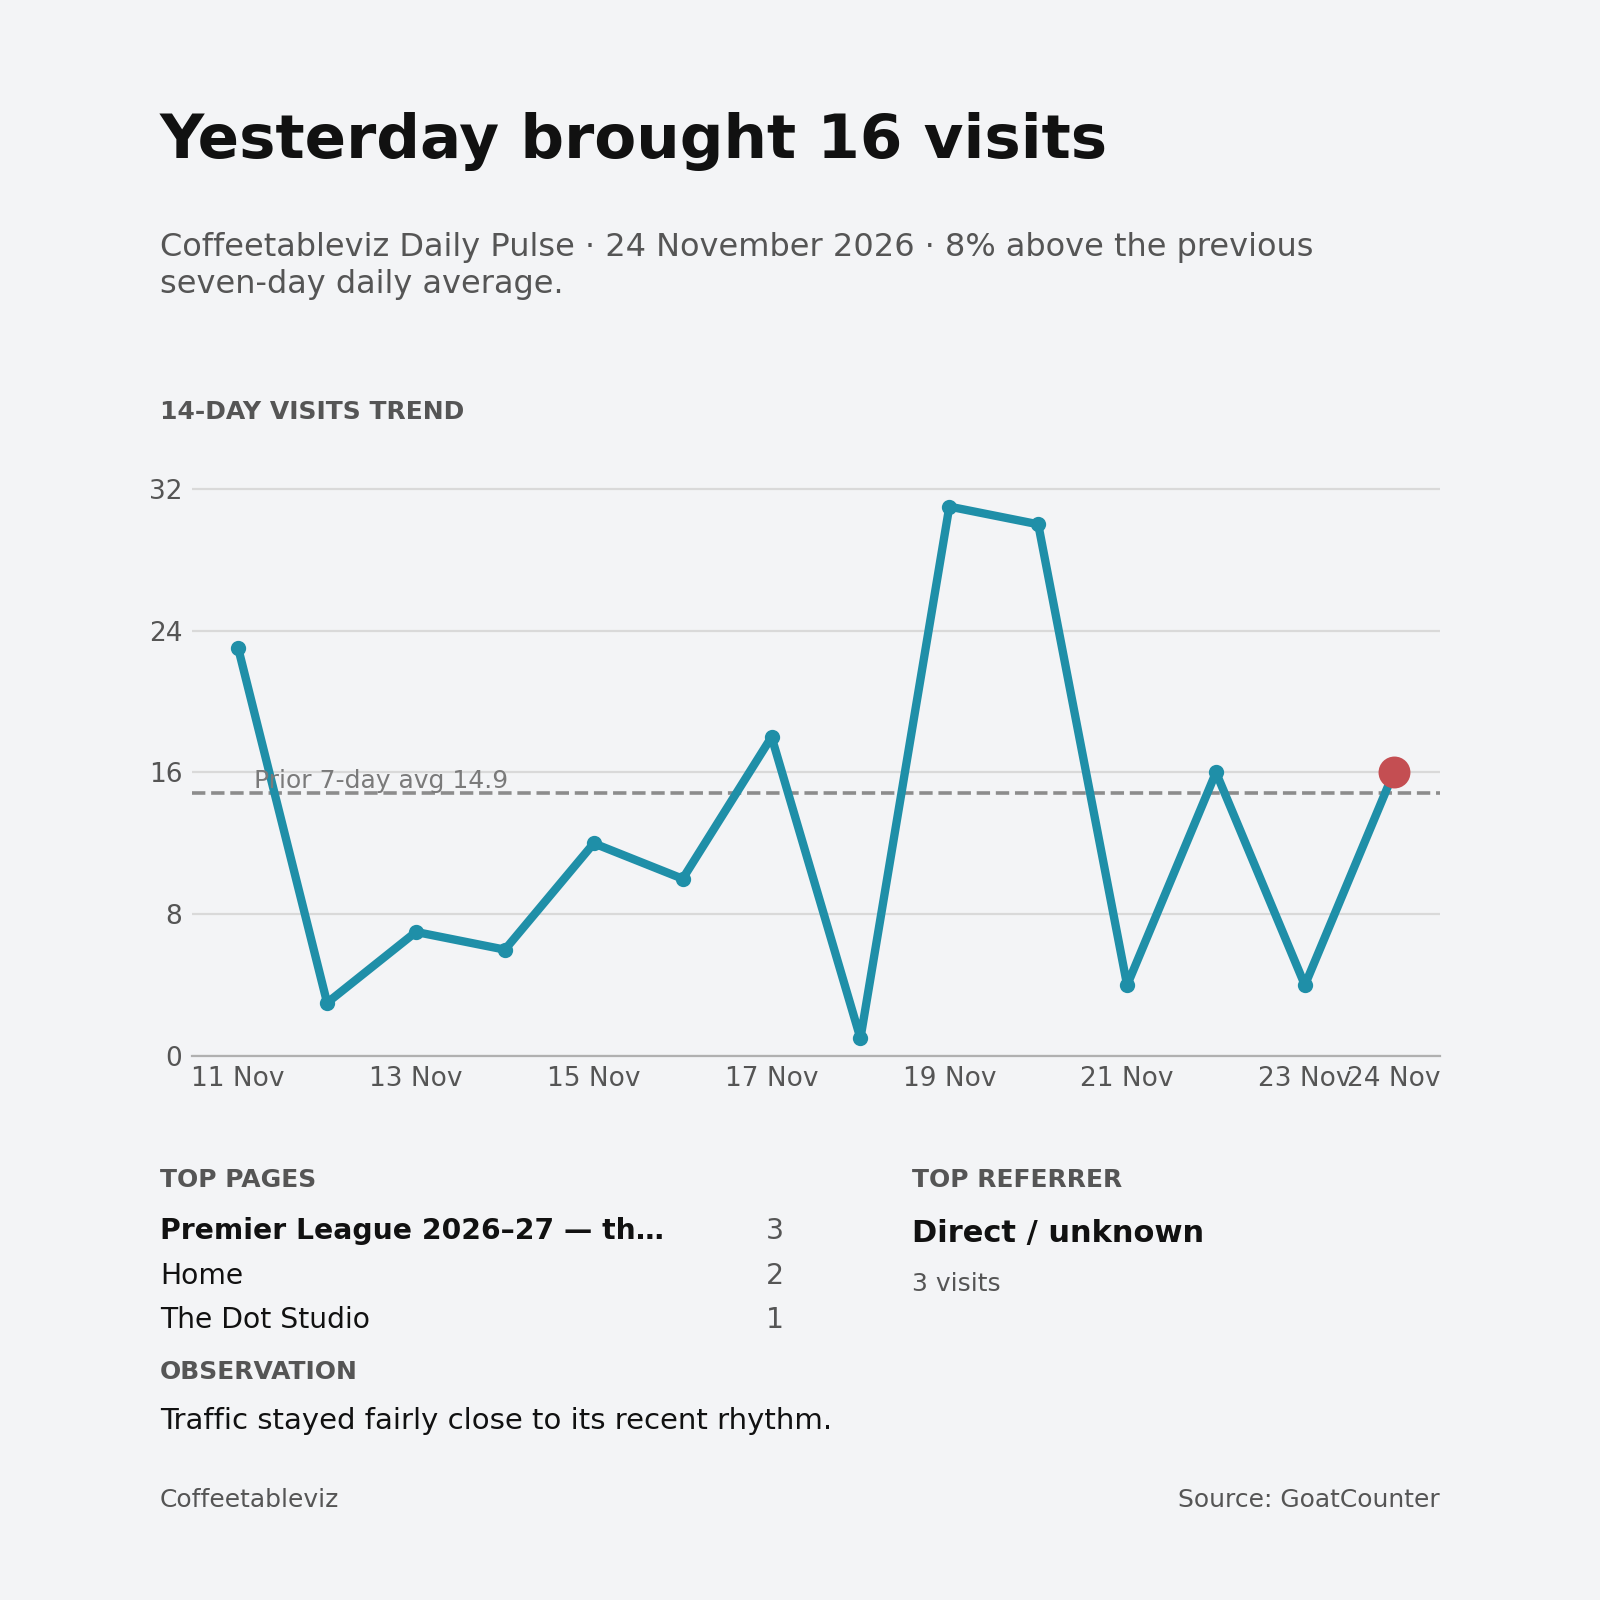 Yesterday brought 16 visits
Coffeetableviz Daily Pulse · 24 November 2026 · 8% above the previous
seven-day daily average.
14-DAY VISITS TREND
32
24
16
Prior 7-day avg 14.9
8
0
11 Nov 13 Nov 15 Nov 17 Nov 19 Nov 21 Nov 23 Nov 24 Nov
TOP PAGES
Premier League 2026–27 — th… 3
Home 2
The Dot Studio 1
TOP REFERRER
Direct / unknown
3 visits
OBSERVATION
Traffic stayed fairly close to its recent rhythm.
Coffeetableviz
Source: GoatCounter